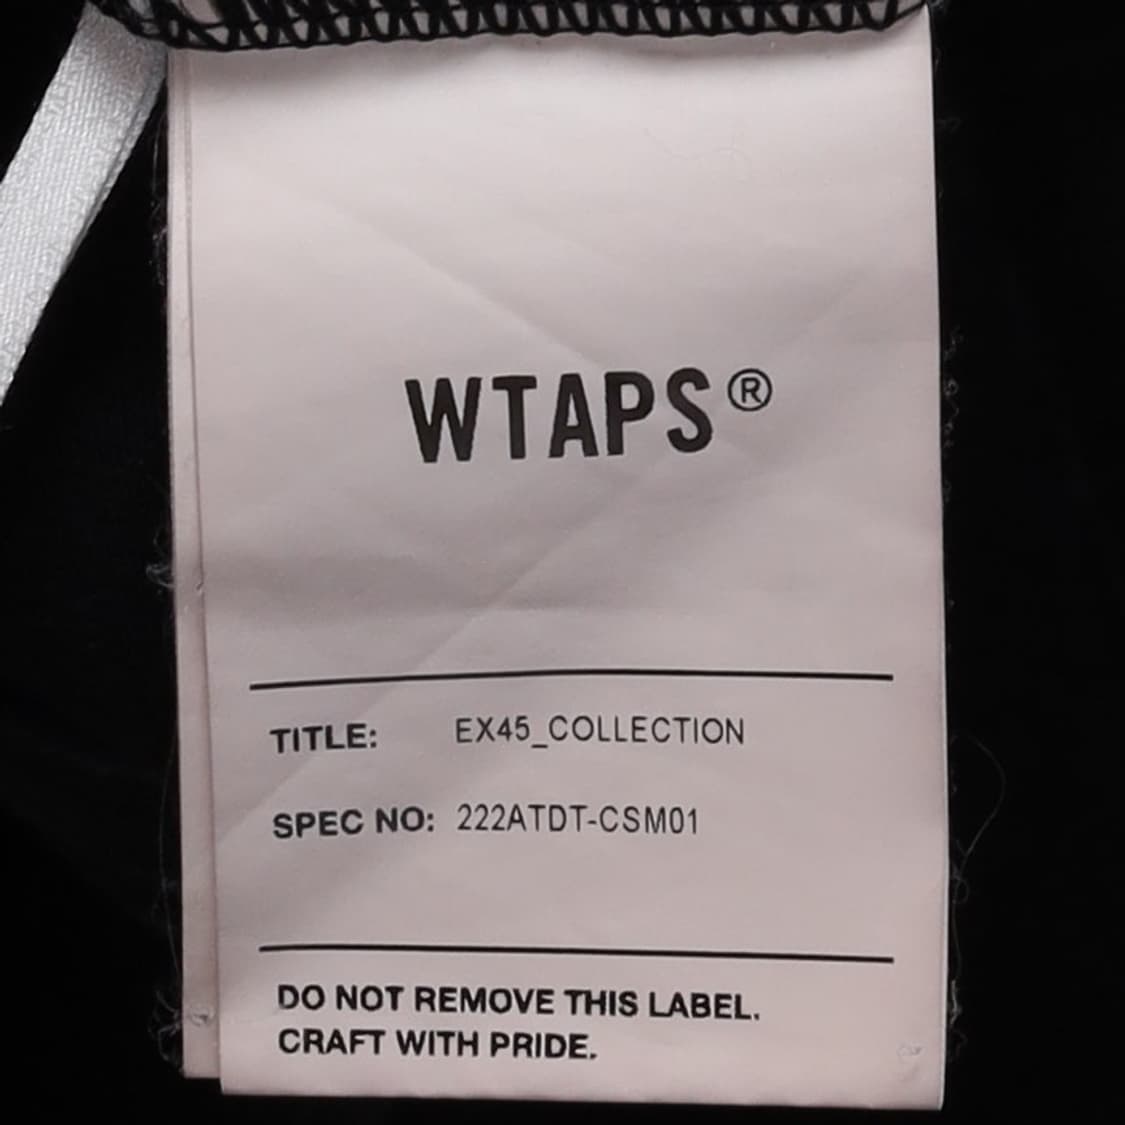 WTAPS®
TITLE: EX45_COLLECTION
SPEC NO: 222ATDT-CSM01
DO NOT REMOVE THIS LABEL.
CRAFT WITH PRIDE.